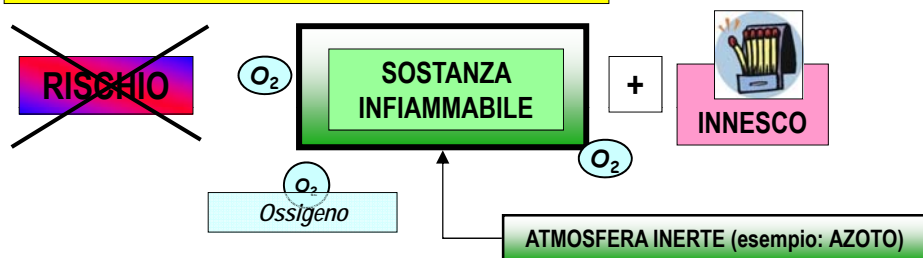 RISCHIO
O₂
SOSTANZA
INFIAMMABILE
+
INNESCO
O₂
O₂
Ossigeno
ATMOSFERA INERTE (esempio: AZOTO)